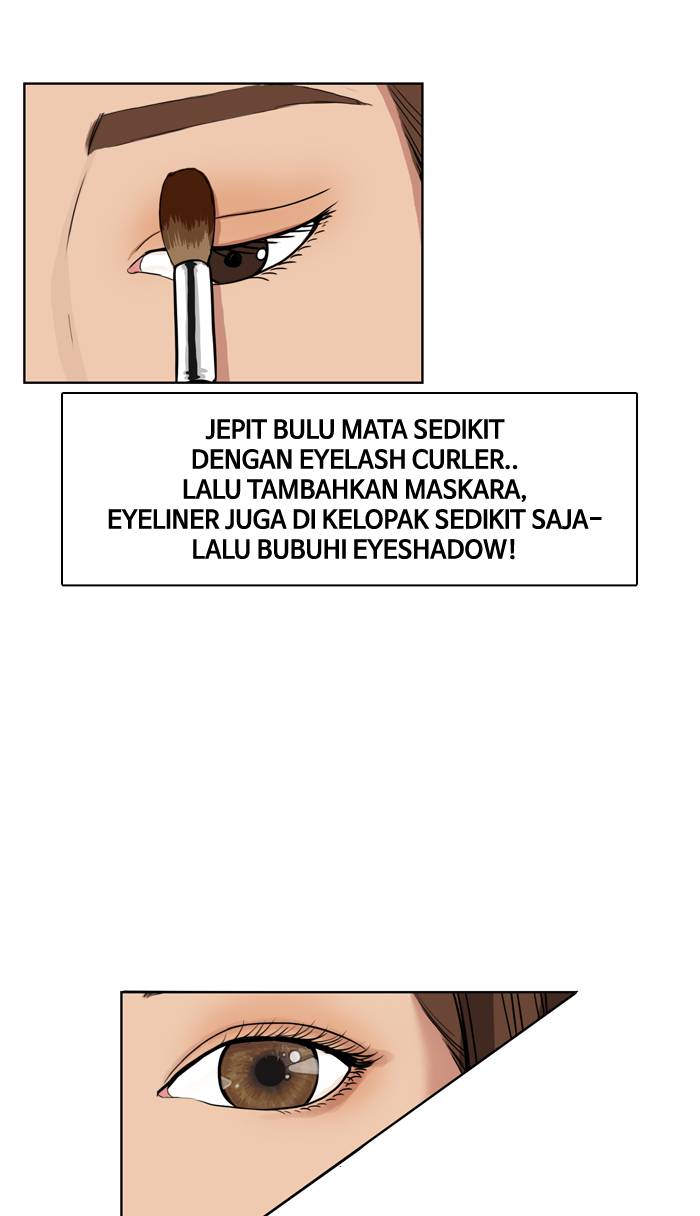 JEPIT BULU MATA SEDIKIT
DENGAN EYELASH CURLER..
LALU TAMBAHKAN MASKARA,
EYELINER JUGA DI KELOPAK SEDIKIT SAJA-
LALU BUBUHI EYESHADOW!